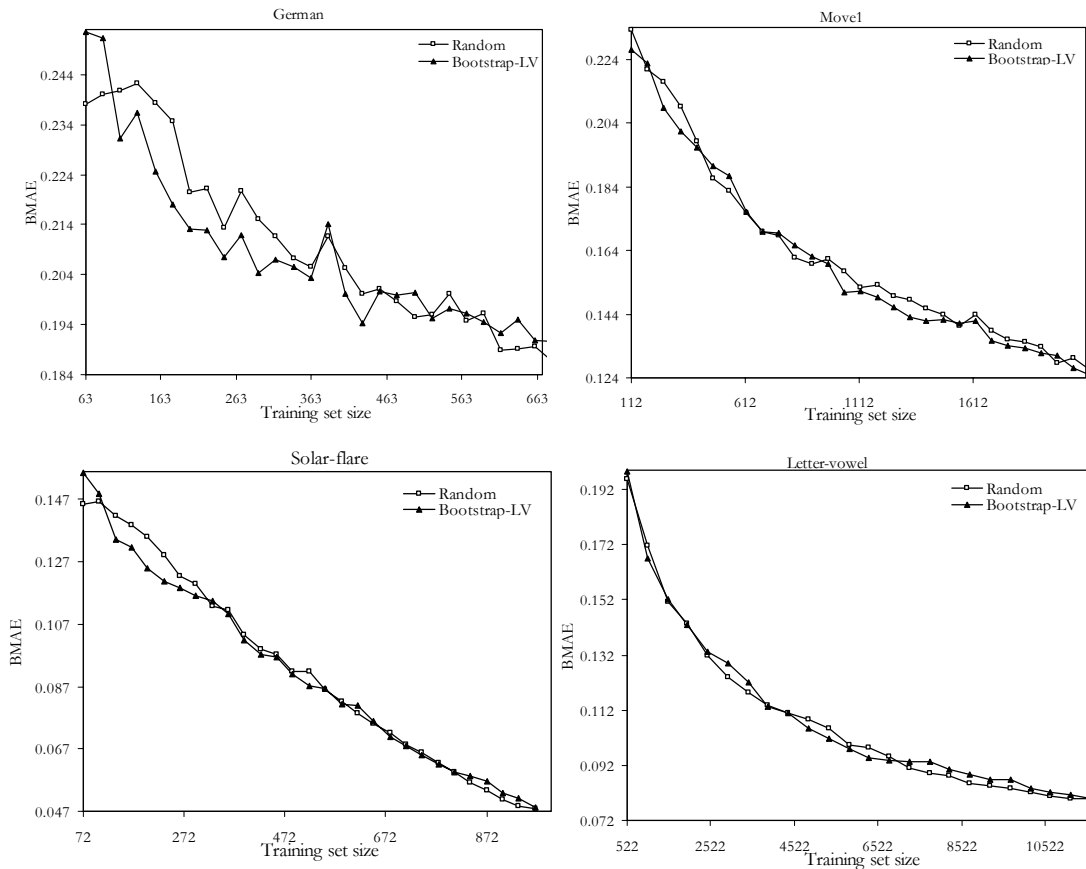 German
Random
Bootstrap-LV
BMAE
0.244
0.234
0.224
0.214
0.204
0.194
0.184
63 163 263 363 463 563 663
Training set size
Move1
Random
Bootstrap-LV
BMAE
0.224
0.204
0.184
0.164
0.144
0.124
112 612 1112 1612
Training set size
Solar-flare
Random
Bootstrap-LV
BMAE
0.147
0.127
0.107
0.087
0.067
0.047
72 272 472 672 872
Training set size
Letter-vowel
Random
Bootstrap-LV
BMAE
0.192
0.172
0.152
0.132
0.112
0.092
0.072
522 2522 4522 6522 8522 10522
Training set size